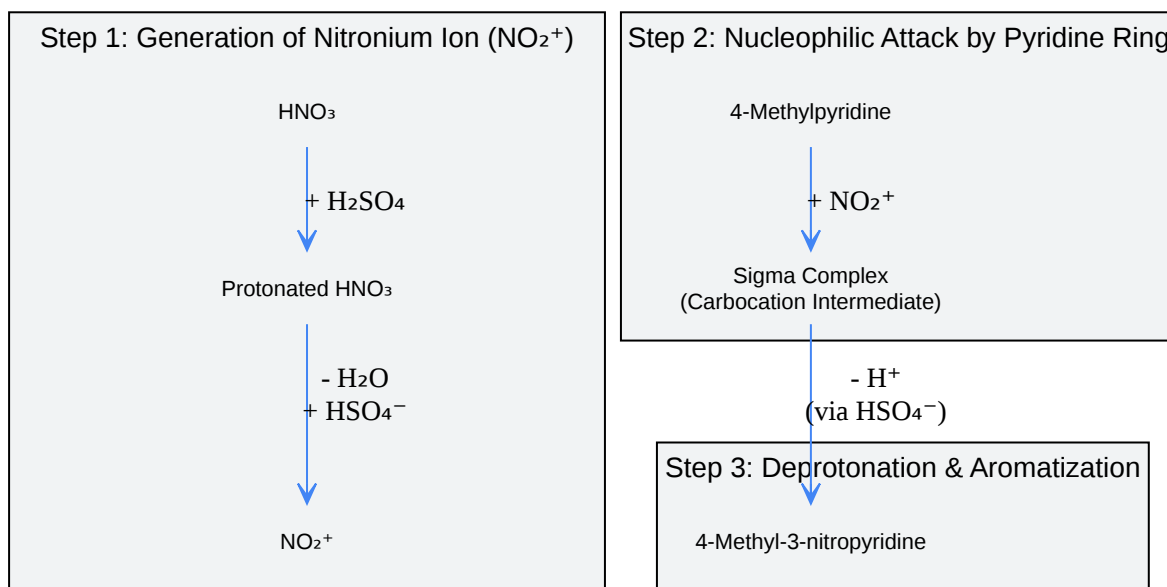 Step 1: Generation of Nitronium Ion (NO₂⁺)
HNO₃
+ H₂SO₄
Protonated HNO₃
- H₂O
+ HSO₄⁻
NO₂⁺
Step 2: Nucleophilic Attack by Pyridine Ring
4-Methylpyridine
+ NO₂⁺
Sigma Complex
(Carbocation Intermediate)
- H⁺
(via HSO₄⁻)
Step 3: Deprotonation & Aromatization
4-Methyl-3-nitropyridine